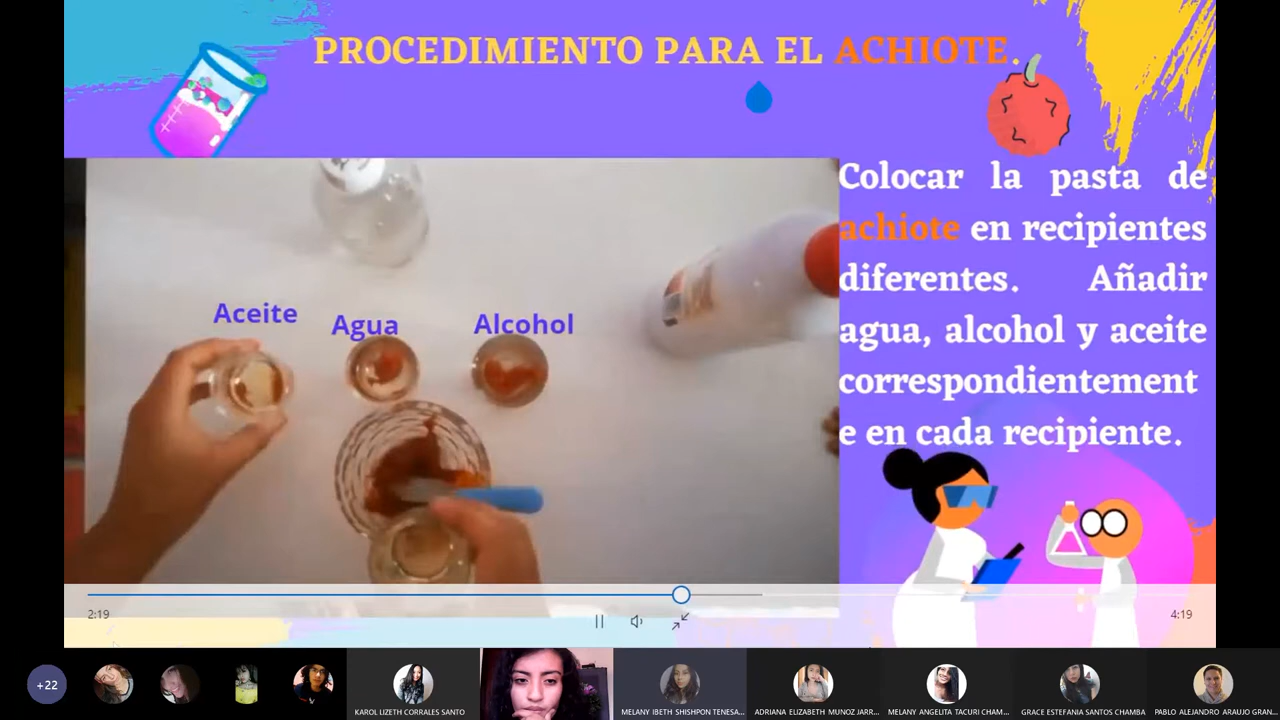 PROCEDIMIENTO PARA EL ACHIOTE.
Colocar la pasta de
achiote en recipientes
diferentes. Añadir
agua, alcohol y aceite
correspondientement
e en cada recipiente.
Aceite
Agua
Alcohol
2:19
4:19
+22
KAROL LIZETH CORRALES SANTO
MELANY IBETH SHISHPON TENESA...
ADRIANA ELIZABETH MUNOZ JARR...
MELANY ANGELITA TACURI CHAM...
GRACE ESTEFANIA SANTOS CHAMBA
PABLO ALEJANDRO ARAUJO GRAN...